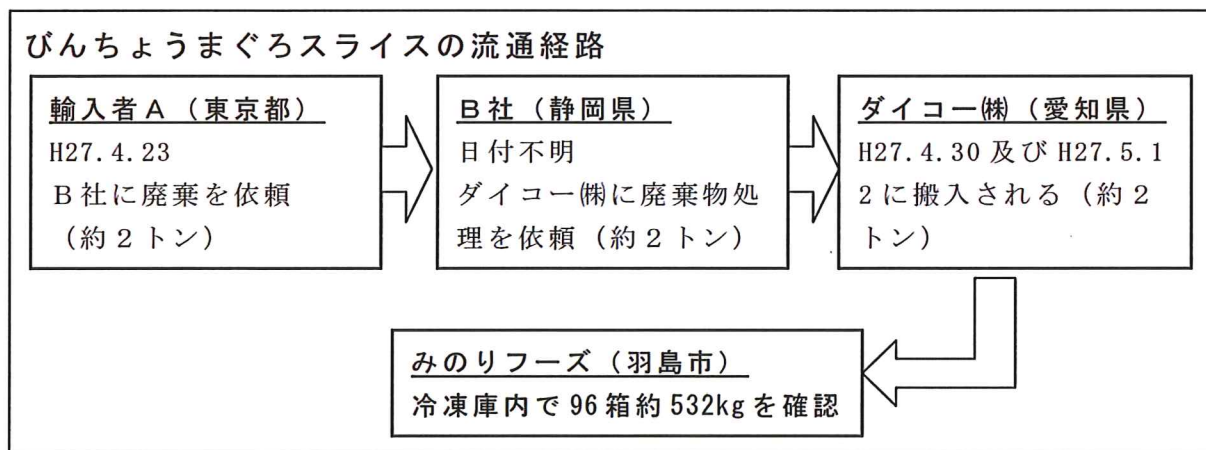 びんちょうまぐろスライスの流通経路
輸入者Ａ（東京都）
H27.4.23
Ｂ社に廃棄を依頼
（約２トン）
Ｂ社（静岡県）
日付不明
ダイコー㈱に廃棄物処
理を依頼（約２トン）
ダイコー㈱（愛知県）
H27.4.30 及び H27.5.1
2 に搬入される（約２
トン）
みのりフーズ（羽島市）
冷凍庫内で 96 箱約 532kg を確認